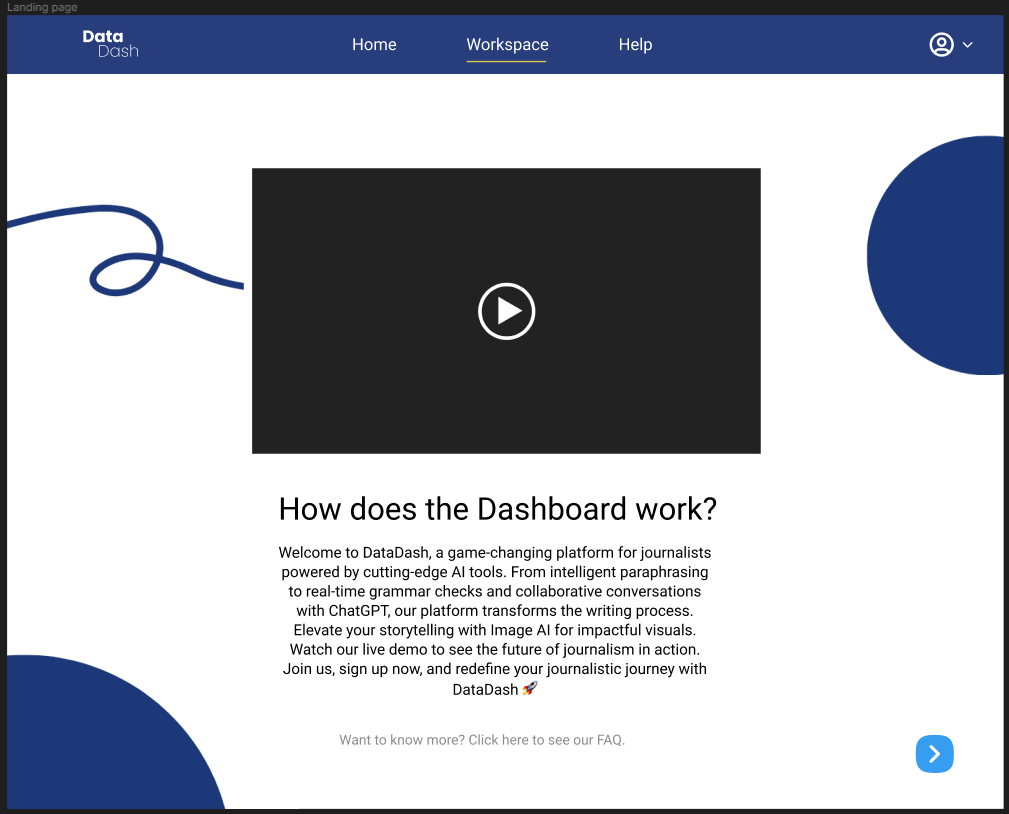 Landing page
Data
Dash
Home
Workspace
Help
How does the Dashboard work?
Welcome to DataDash, a game-changing platform for journalists
powered by cutting-edge AI tools. From intelligent paraphrasing
to real-time grammar checks and collaborative conversations
with ChatGPT, our platform transforms the writing process.
Elevate your storytelling with Image AI for impactful visuals.
Watch our live demo to see the future of journalism in action.
Join us, sign up now, and redefine your journalistic journey with
DataDash 🚀
Want to know more? Click here to see our FAQ.